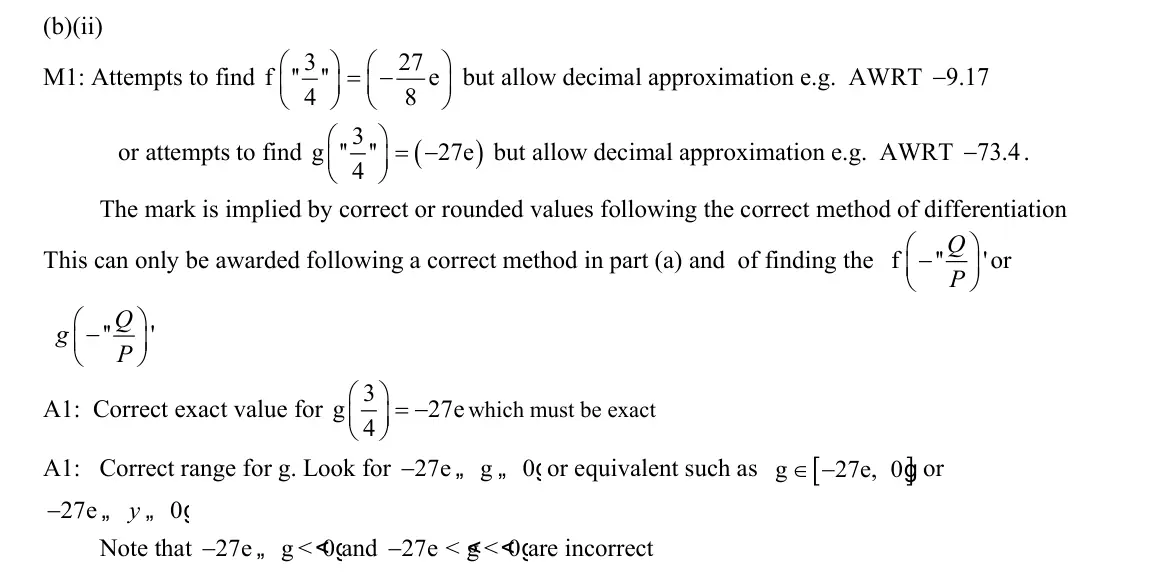 (b)(ii)
M1: Attempts to find f("3/4") = (−27/8 e) but allow decimal approximation e.g. AWRT −9.17
or attempts to find g("3/4") = (−27e) but allow decimal approximation e.g. AWRT −73.4.
The mark is implied by correct or rounded values following the correct method of differentiation
This can only be awarded following a correct method in part (a) and of finding the f(−"Q/P)' or
g(−"Q/P)'
A1: Correct exact value for g(3/4) = −27e which must be exact
A1: Correct range for g. Look for −27e „ g „ 0 or equivalent such as g ∈ [−27e, 0] or
−27e „ y „ 0
Note that −27e „ g < 0 and −27e < g < 0 are incorrect